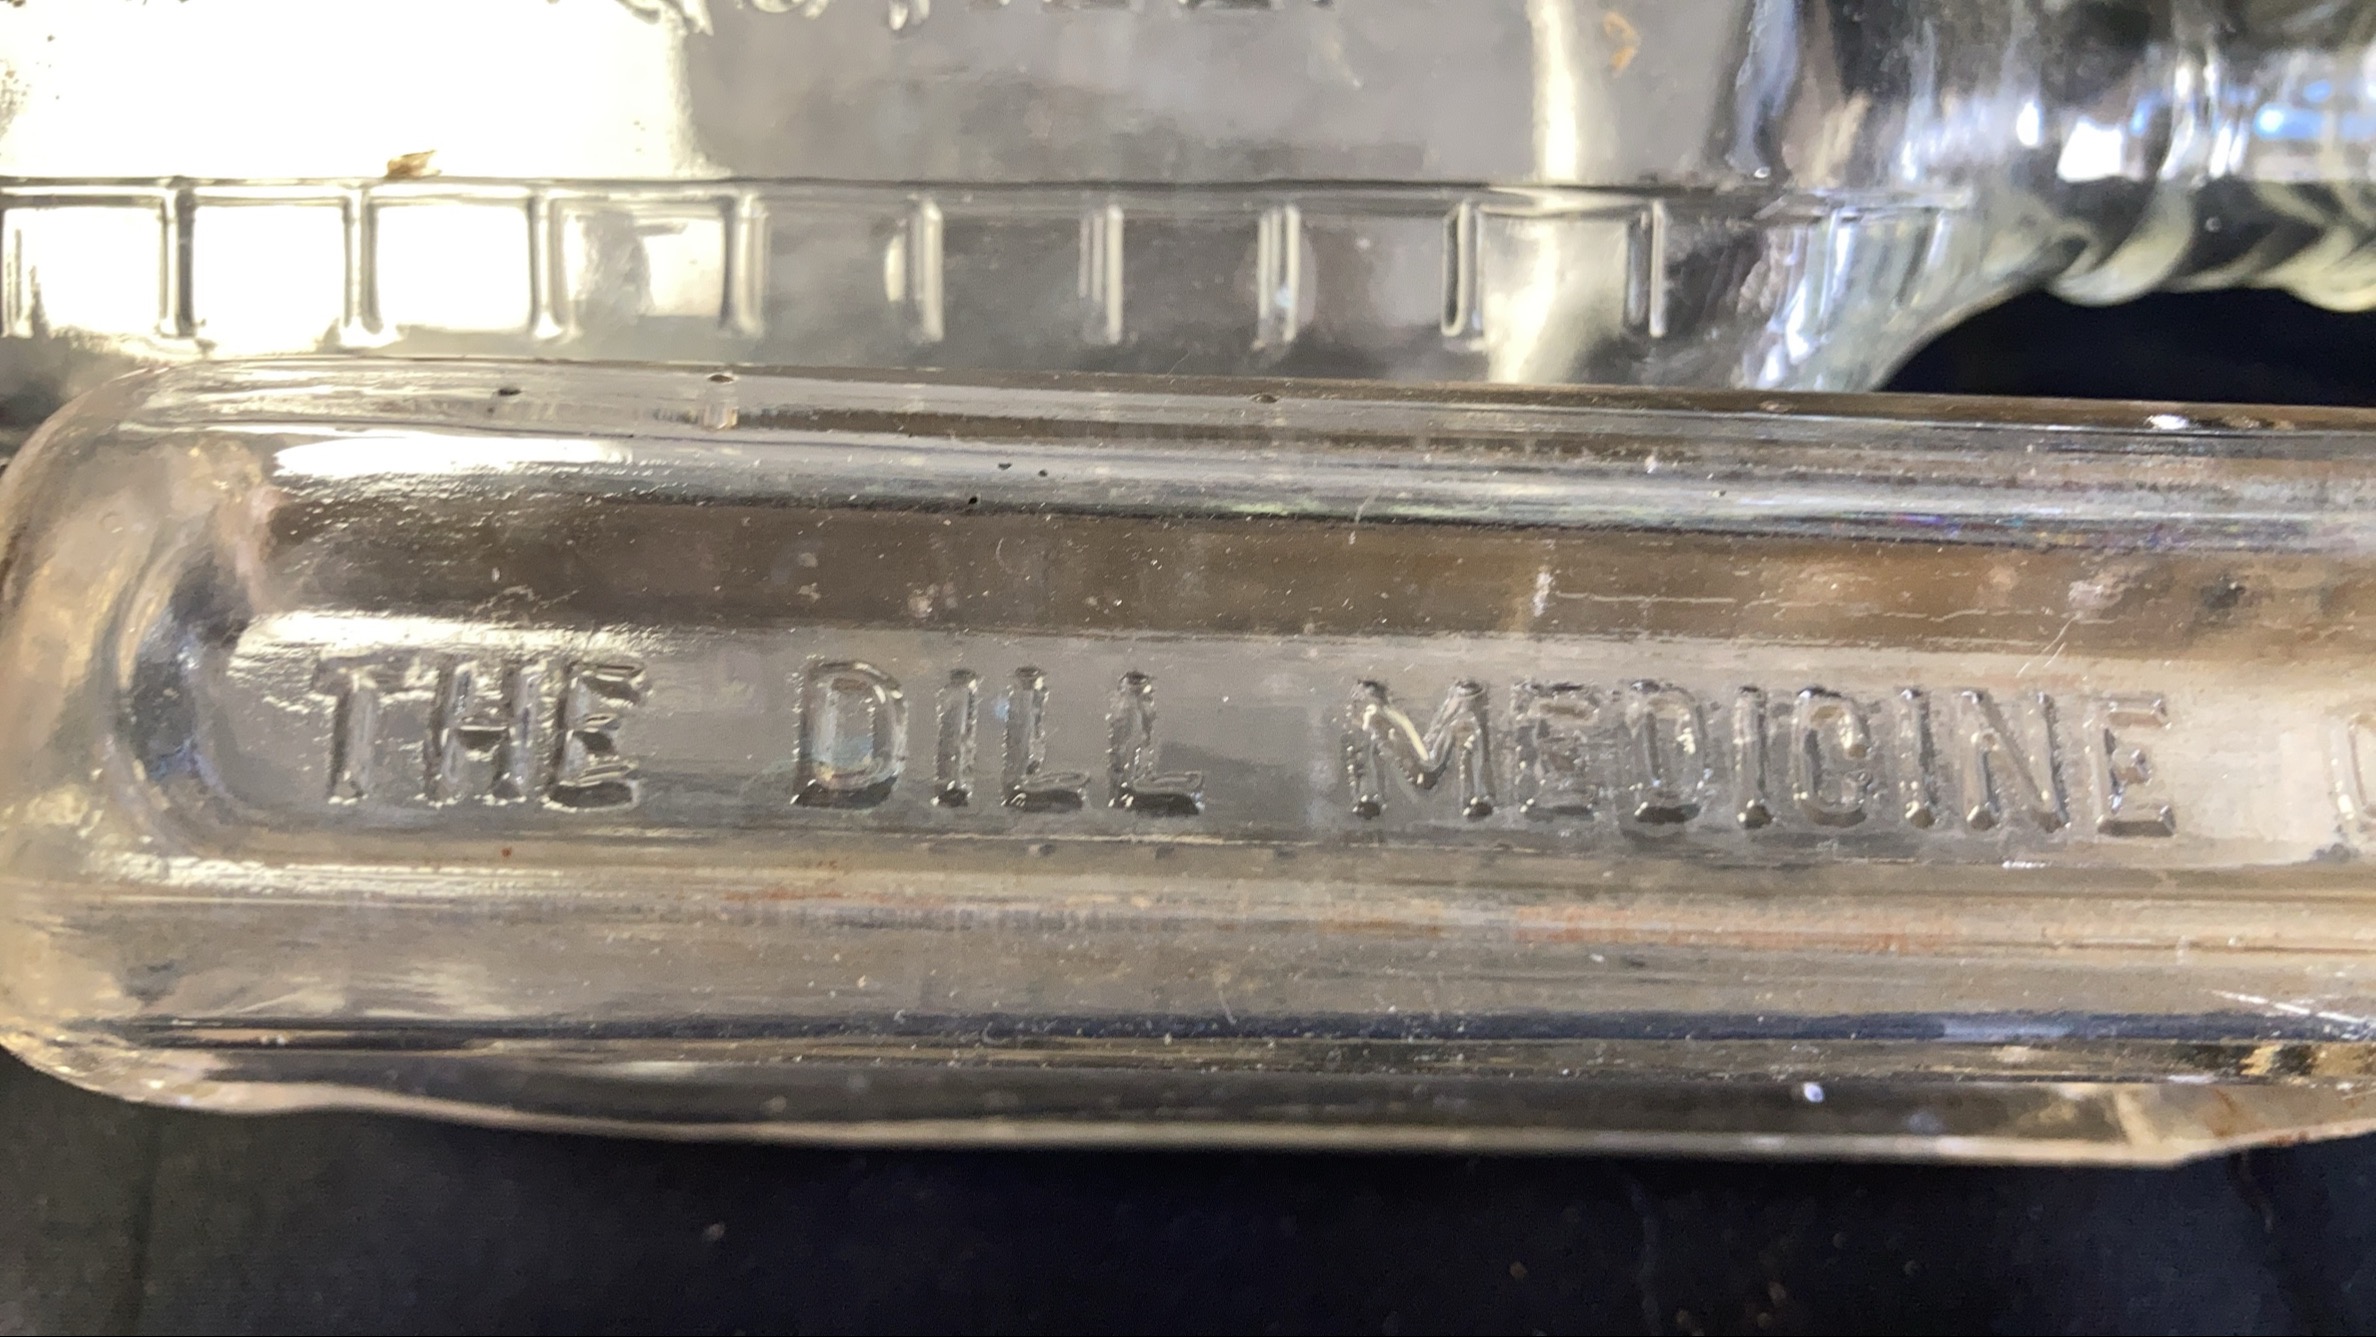 THE DILL MEDICINE